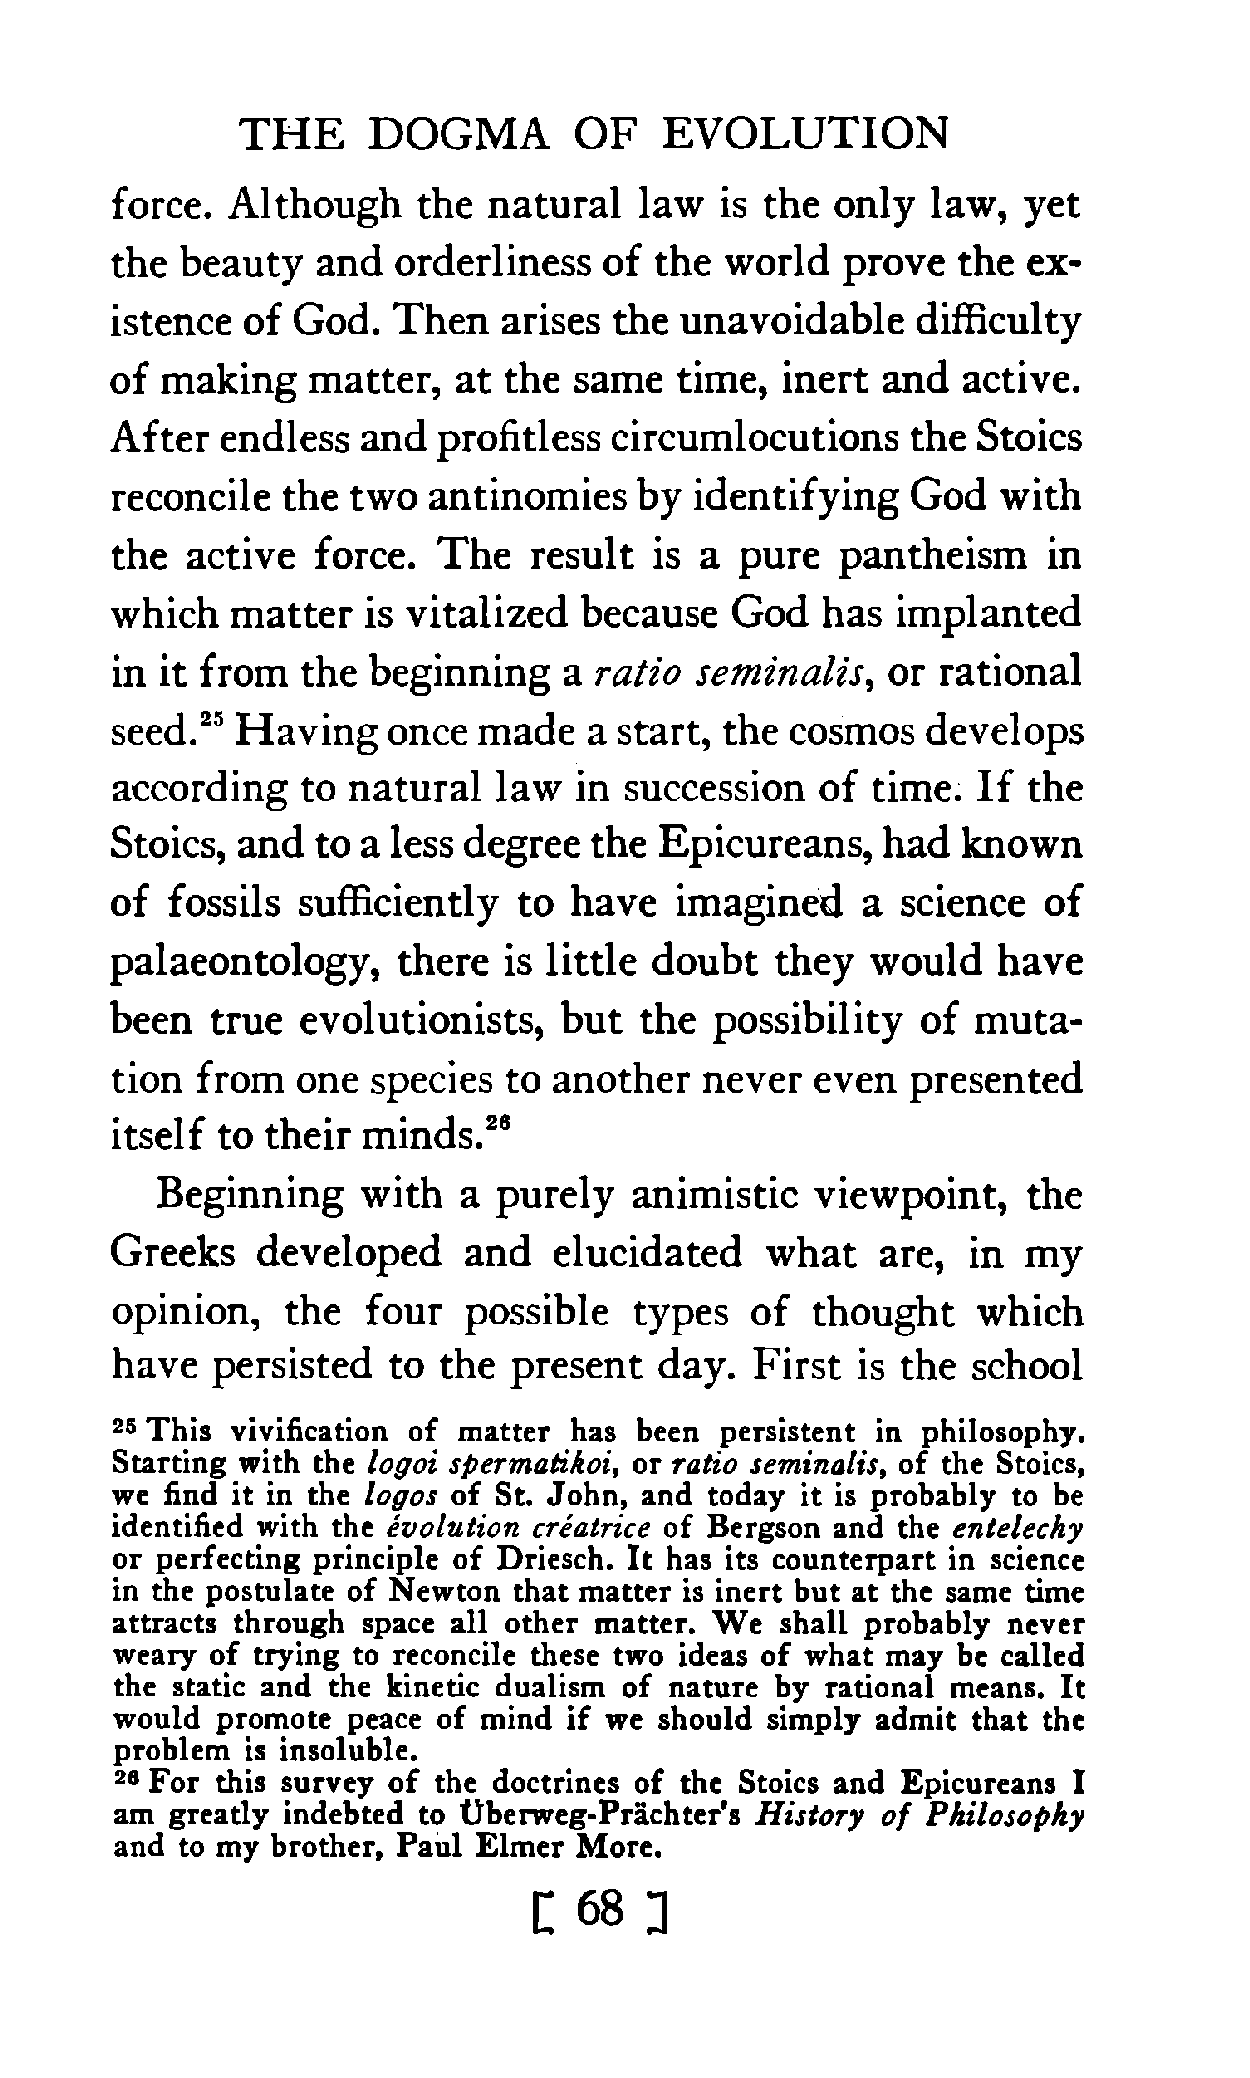 THE DOGMA OF EVOLUTION
force. Although the natural law is the only law, yet
the beauty and orderliness of the world prove the ex-
istence of God. Then arises the unavoidable difficulty
of making matter, at the same time, inert and active.
After endless and profitless circumlocutions the Stoics
reconcile the two antinomies by identifying God with
the active force. The result is a pure pantheism in
which matter is vitalized because God has implanted
in it from the beginning a ratio seminalis, or rational
seed.²⁵ Having once made a start, the cosmos develops
according to natural law in succession of time. If the
Stoics, and to a less degree the Epicureans, had known
of fossils sufficiently to have imagined a science of
palaeontology, there is little doubt they would have
been true evolutionists, but the possibility of muta-
tion from one species to another never even presented
itself to their minds.²⁶
Beginning with a purely animistic viewpoint, the
Greeks developed and elucidated what are, in my
opinion, the four possible types of thought which
have persisted to the present day. First is the school
²⁵ This vivification of matter has been persistent in philosophy.
Starting with the logoi spermatikoi, or ratio seminalis, of the Stoics,
we find it in the logos of St. John, and today it is probably to be
identified with the évolution créatrice of Bergson and the entelechy
or perfecting principle of Driesch. It has its counterpart in science
in the postulate of Newton that matter is inert but at the same time
attracts through space all other matter. We shall probably never
weary of trying to reconcile these two ideas of what may be called
the static and the kinetic dualism of nature by rational means. It
would promote peace of mind if we should simply admit that the
problem is insoluble.
²⁶ For this survey of the doctrines of the Stoics and Epicureans I
am greatly indebted to Überweg-Prächter's History of Philosophy
and to my brother, Paul Elmer More.
[ 68 ]